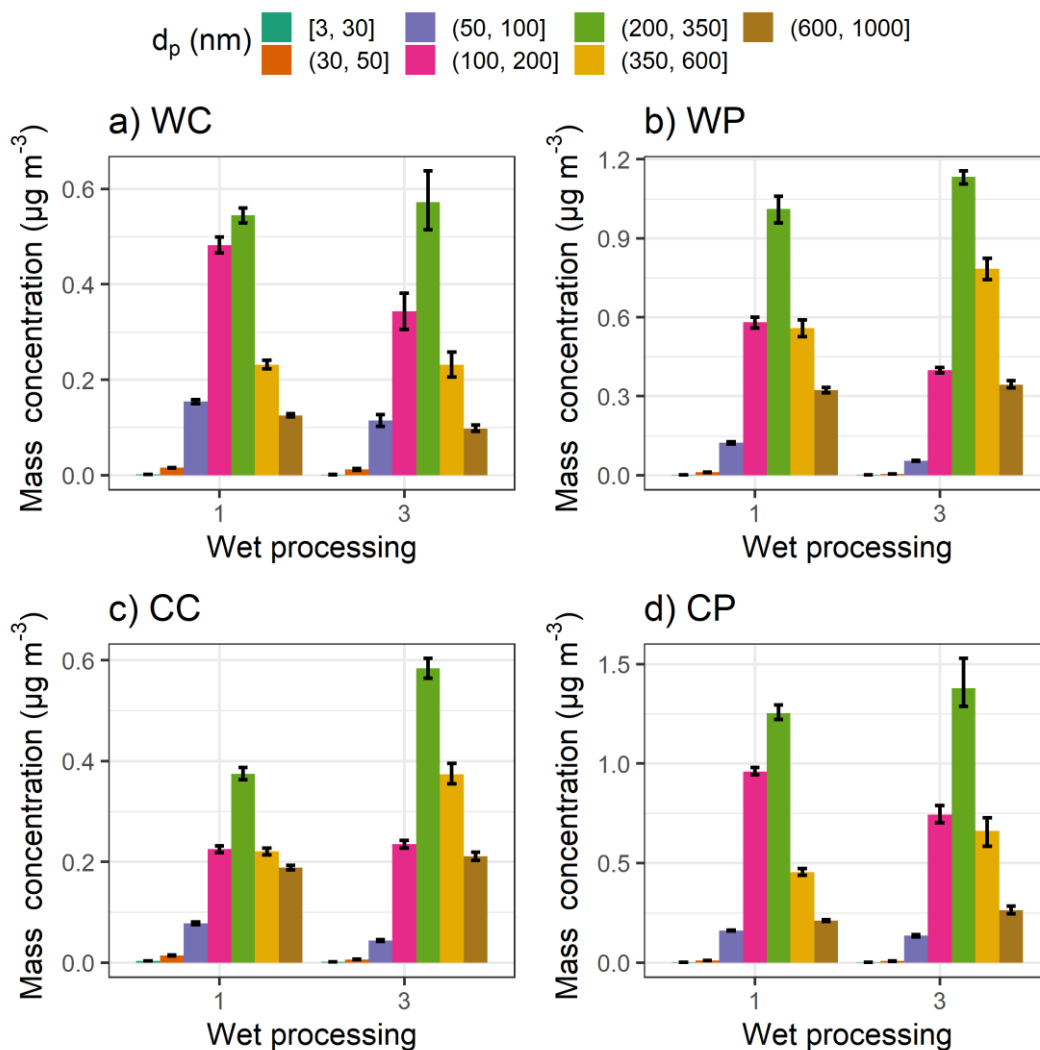 dp (nm) [3, 30] (50, 100] (200, 350] (600, 1000]
(30, 50] (100, 200] (350, 600]
a) WC
Mass concentration (µg m⁻³)
0.6
0.4
0.2
0.0
1 3
Wet processing
b) WP
Mass concentration (µg m⁻³)
1.2
0.9
0.6
0.3
0.0
1 3
Wet processing
c) CC
Mass concentration (µg m⁻³)
0.6
0.4
0.2
0.0
1 3
Wet processing
d) CP
Mass concentration (µg m⁻³)
1.5
1.0
0.5
0.0
1 3
Wet processing